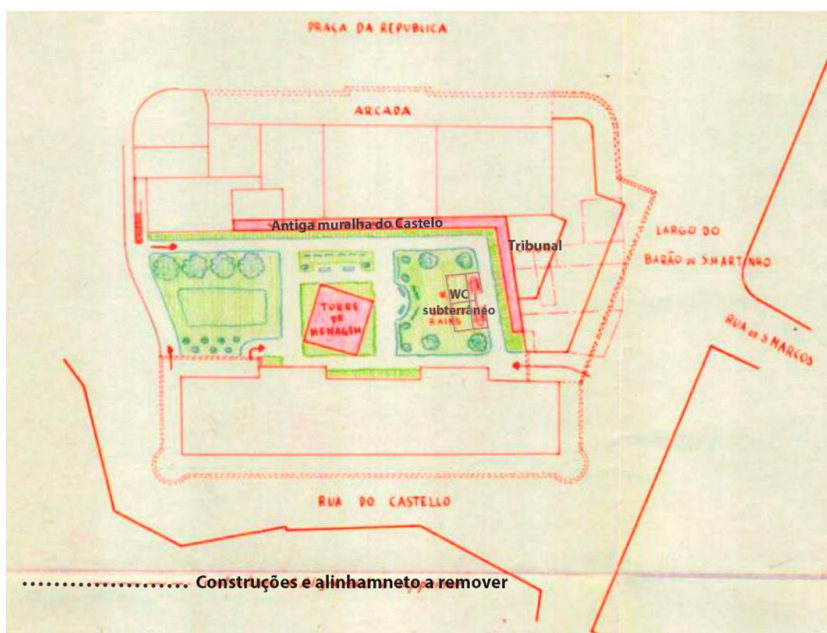 PRAÇA DA REPUBLICA
ARCADA
Antiga muralha do Castelo
Tribunal
LARGO DO
BARÃO DE S. MARTINHO
WC
subterrâneo
TORRE
DE
MENAGEM
RUA DE S. MARCOS
RUA DO CASTELLO
Construções e alinhamneto a remover